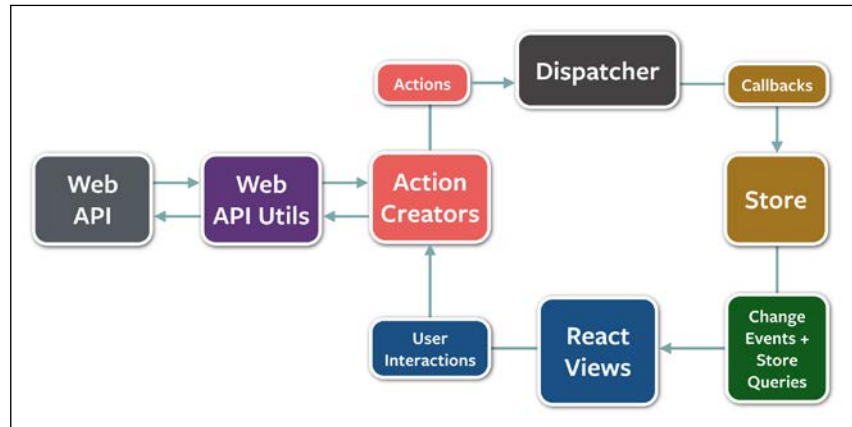 Actions
Dispatcher
Callbacks
Web
API
Web
API Utils
Action
Creators
Store
User
Interactions
React
Views
Change
Events +
Store
Queries